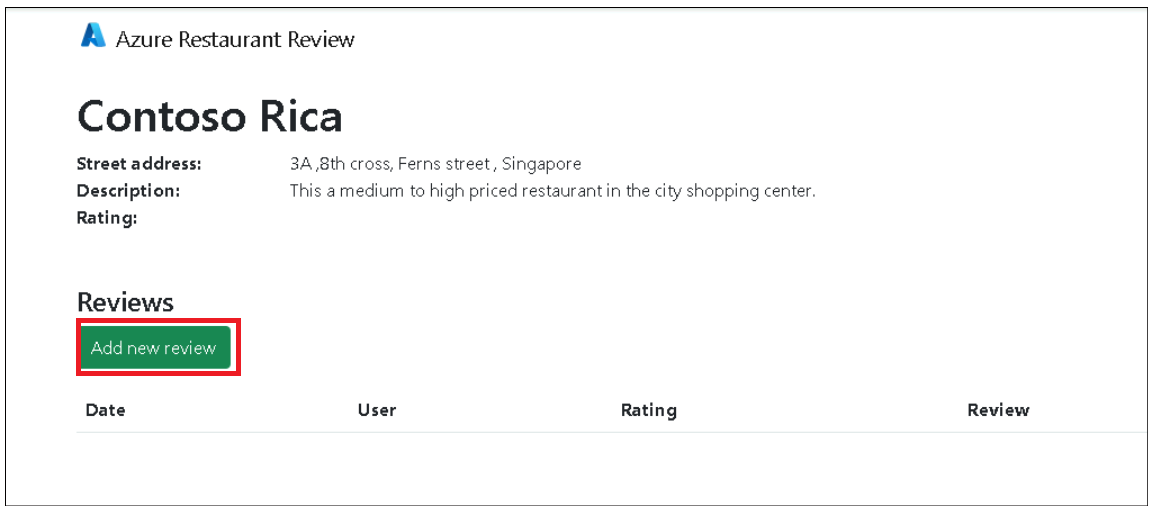 Azure Restaurant Review
Contoso Rica
Street address: 3A ,8th cross, Ferns street , Singapore
Description: This a medium to high priced restaurant in the city shopping center.
Rating:
Reviews
Add new review
Date User Rating Review